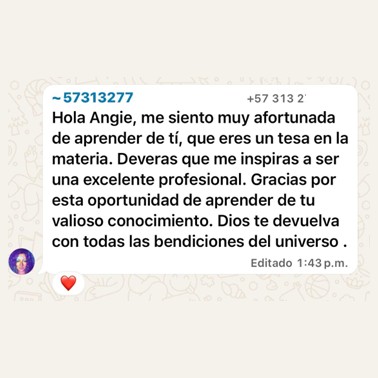 ~57313277 +57 313 2
Hola Angie, me siento muy afortunada
de aprender de tí, que eres un tesa en la
materia. Deveras que me inspiras a ser
una excelente profesional. Gracias por
esta oportunidad de aprender de tu
valioso conocimiento. Dios te devuelva
con todas las bendiciones del universo .
Editado 1:43 p.m.